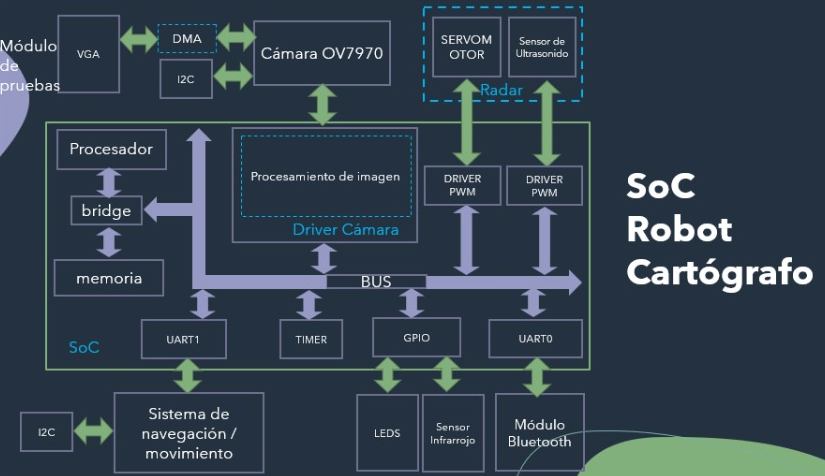 Módulo
de
pruebas
VGA
DMA
I2C
Cámara OV7970
SERVOM
OTOR
Sensor de
Ultrasonido
Radar
Procesador
bridge
memoria
Procesamiento de imagen
Driver Cámara
DRIVER
PWM
DRIVER
PWM
BUS
SoC
Robot
Cartógrafo
UART1
TIMER
GPIO
UART0
SoC
I2C
Sistema de
navegación /
movimiento
LEDS
Sensor
Infrarrojo
Módulo
Bluetooth